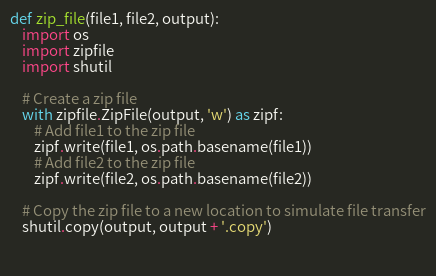 def zip_file(file1, file2, output):
    import os
    import zipfile
    import shutil

    # Create a zip file
    with zipfile.ZipFile(output, 'w') as zipf:
        # Add file1 to the zip file
        zipf.write(file1, os.path.basename(file1))
        # Add file2 to the zip file
        zipf.write(file2, os.path.basename(file2))

    # Copy the zip file to a new location to simulate file transfer
    shutil.copy(output, output + '.copy')